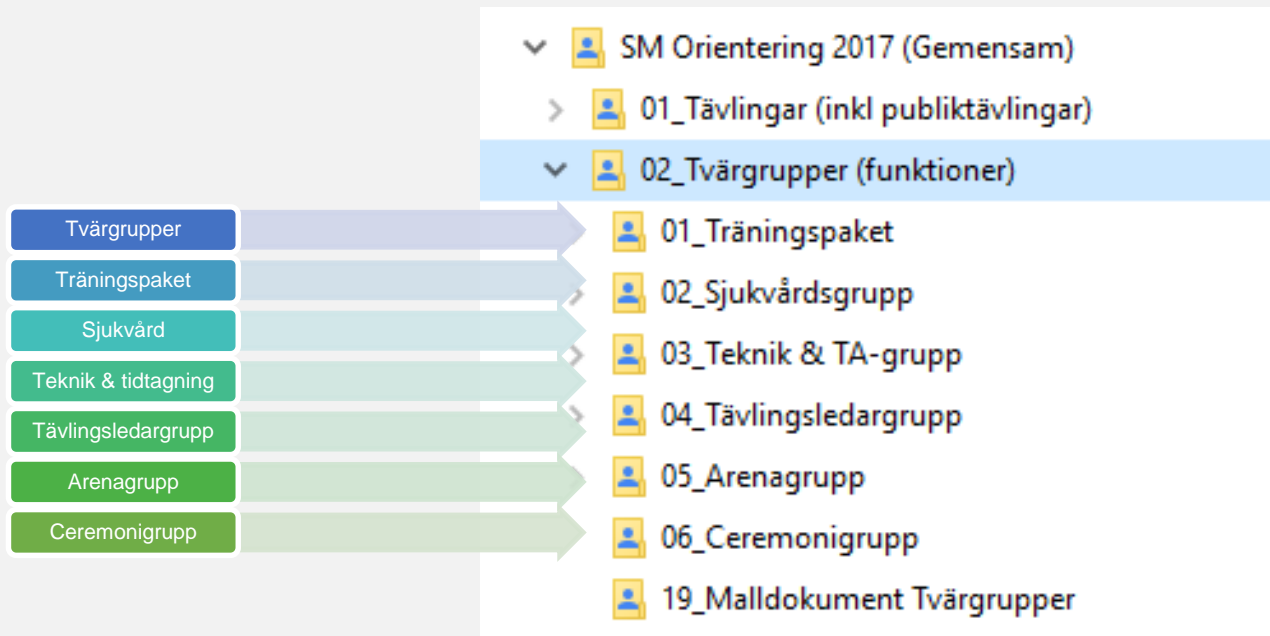 SM Orientering 2017 (Gemensam)
01_Tävlingar (inkl publiktävlingar)
02_Tvärgrupper (funktioner)
Tvärgrupper
01_Träningspaket
Träningspaket
02_Sjukvårdsgrupp
Sjukvård
03_Teknik & TA-grupp
Teknik & tidtagning
04_Tävlingsledargrupp
Tävlingsledargrupp
05_Arenagrupp
Arenagrupp
06_Ceremonigrupp
Ceremonigrupp
19_Malldokument Tvärgrupper